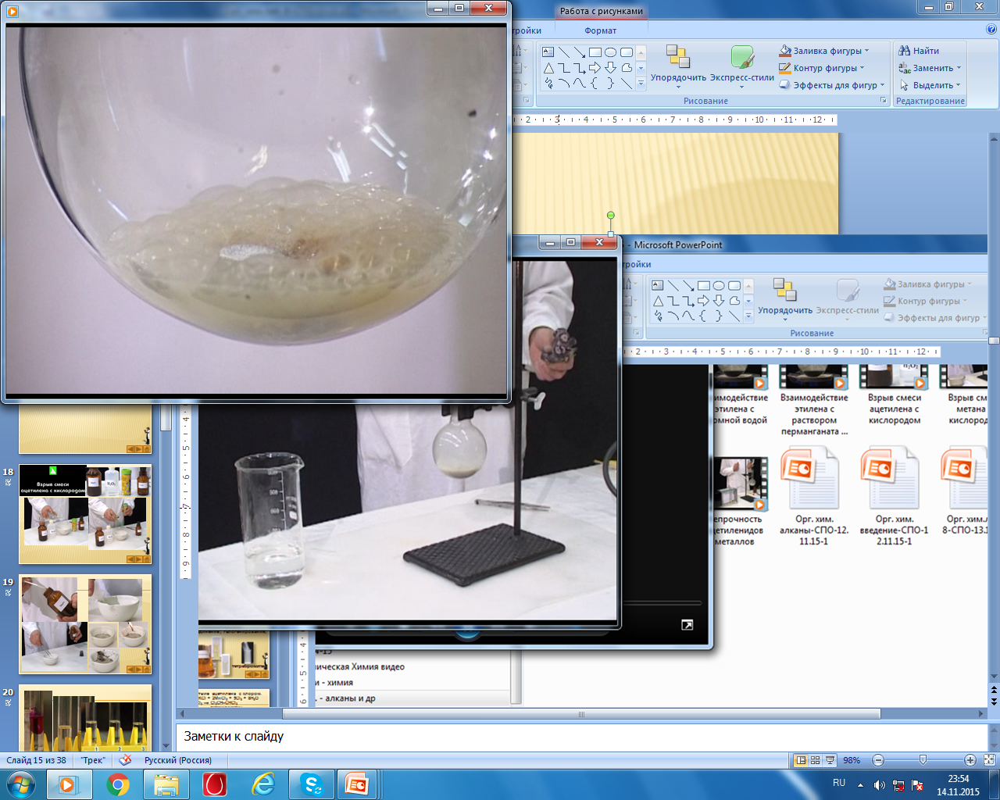 Работа с рисунками
ройки
Формат
Упорядочить
Экспресс-стили
Заливка фигуры
Контур фигуры
Эффекты для фигур
Рисование
Найти
Заменить
Выделить
Редактирование
2 3 4 5 6 7 8 9 10 11 12
- Microsoft PowerPoint
ройки
Упорядочить
Экспресс-стили
Заливка фигуры
Контур фигуры
Эффекты для фигур
Рисование
2 3 4 5 6 7 8 9 10 11 12
имодействие
этилена с
омной водой
Взаимодействие
этилена с
раствором
перманганата ...
Взрыв смеси
ацетилена с
кислородом
Взрыв см
метана
кислород
епрочность
цетиленидов
металлов
Орг. хим.
алканы-СПО-12.
11.15-1
Орг. хим.
введение-СПО-1
2.11.15-1
Орг. хим.
8-СПО-13.1
18
Взрыв смеси
ацетилена с кислородом
19
20
ническая Химия видео
и - химия
. - алканы и др
Заметки к слайду
Слайд 15 из 38
"Трек"
Русский (Россия)
98%
RU
23:54
14.11.2015